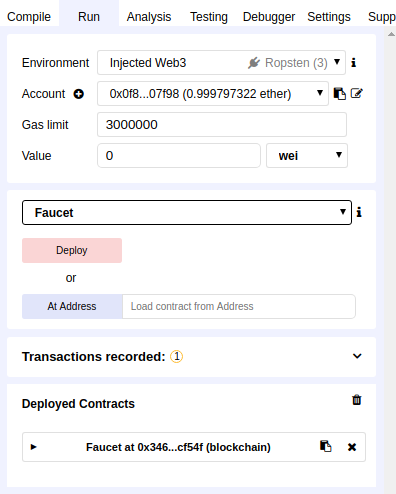 Compile Run Analysis Testing Debugger Settings Supp
Environment Injected Web3 Ropsten (3)
Account 0x0f8...07f98 (0.999797322 ether)
Gas limit 3000000
Value 0 wei
Faucet
Deploy
or
At Address Load contract from Address
Transactions recorded: 1
Deployed Contracts
Faucet at 0x346...cf54f (blockchain)